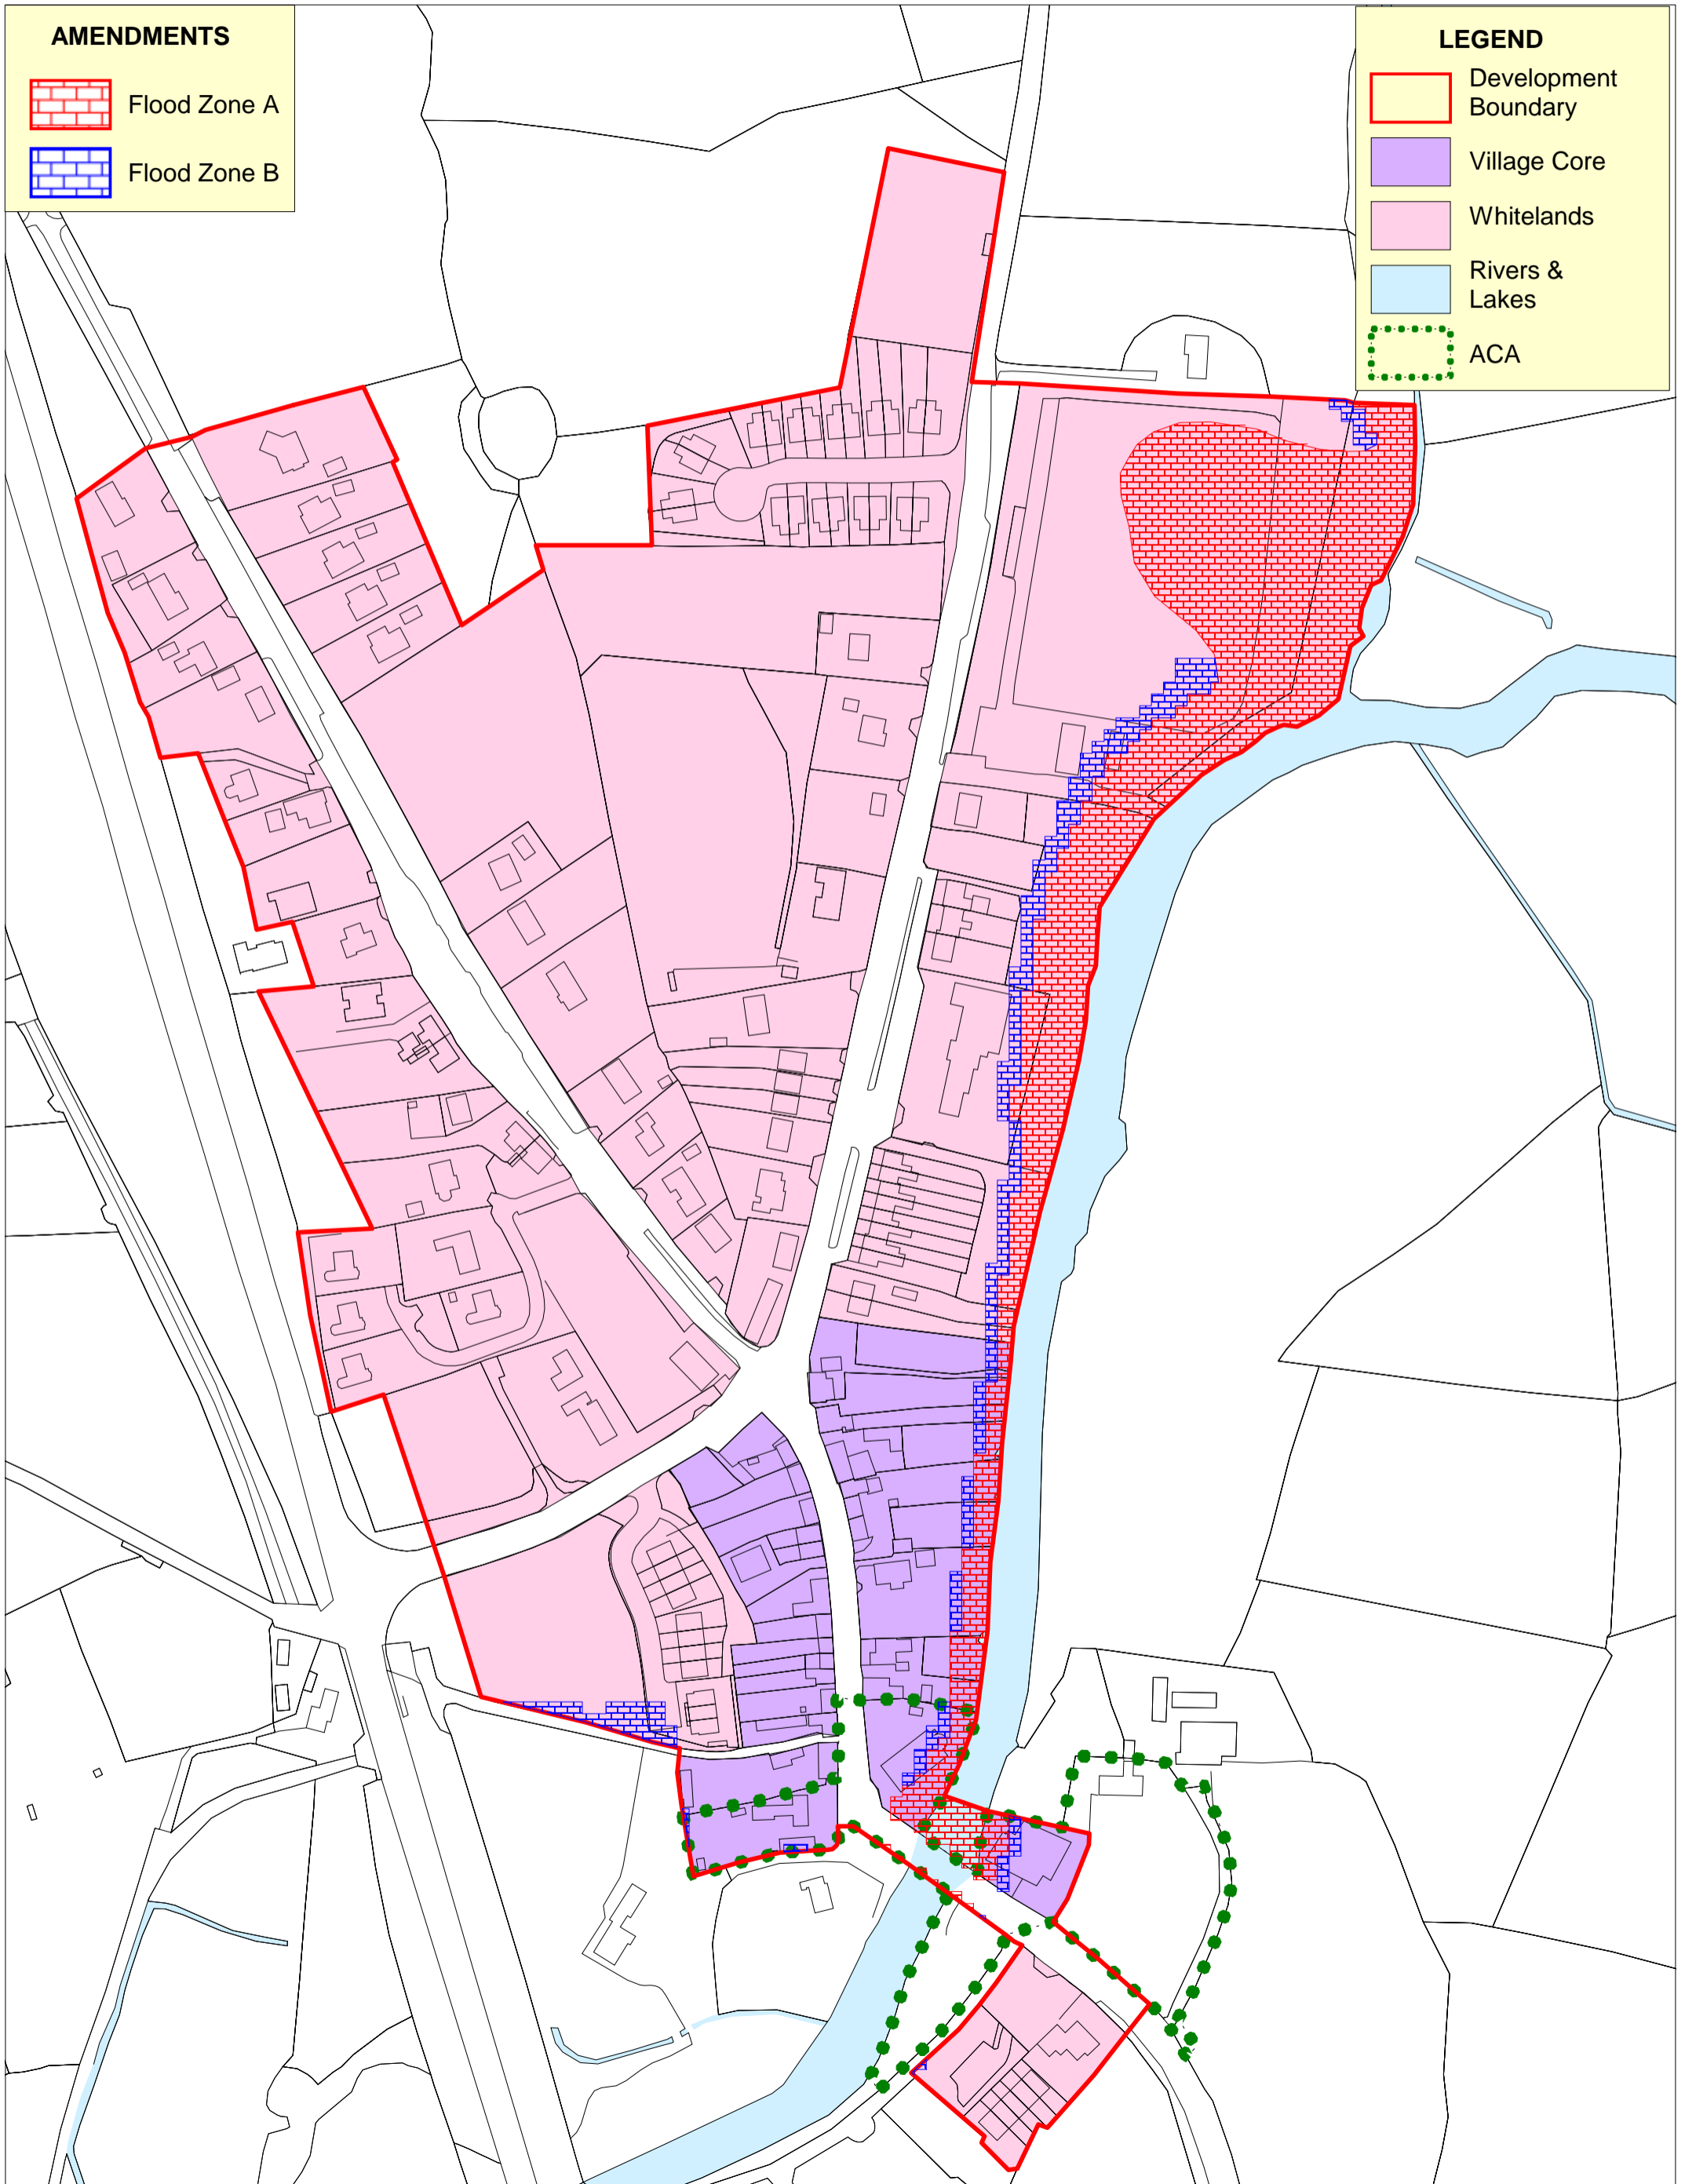 AMENDMENTS
Flood Zone A
Flood Zone B
LEGEND
Development
Boundary
Village Core
Whitelands
Rivers &
Lakes
ACA